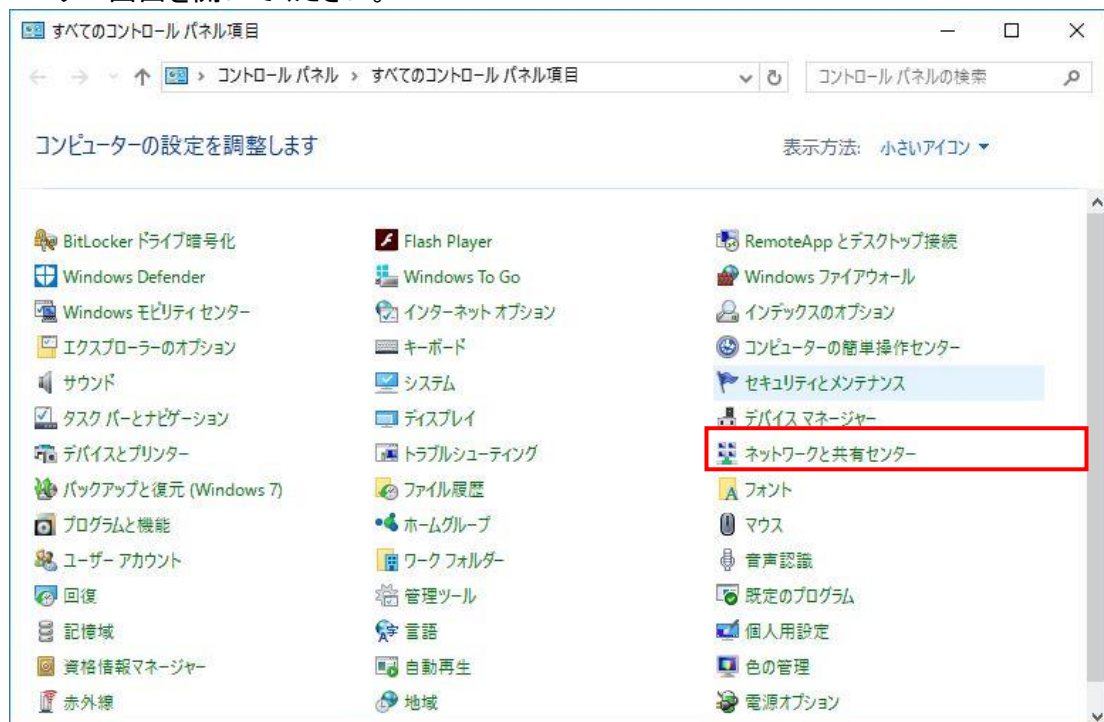 画面を開いてください。
すべてのコントロール パネル項目
コントロール パネル › すべてのコントロール パネル項目
コントロール パネルの検索
コンピューターの設定を調整します
表示方法: 小さいアイコン
BitLocker ドライブ暗号化
Flash Player
RemoteApp とデスクトップ接続
Windows Defender
Windows To Go
Windows ファイアウォール
Windows モビリティ センター
インターネット オプション
インデックスのオプション
エクスプローラーのオプション
キーボード
コンピューターの簡単操作センター
サウンド
システム
セキュリティとメンテナンス
タスク バーとナビゲーション
ディスプレイ
デバイス マネージャー
デバイスとプリンター
トラブルシューティング
ネットワークと共有センター
バックアップと復元 (Windows 7)
ファイル履歴
フォント
プログラムと機能
ホームグループ
マウス
ユーザー アカウント
ワーク フォルダー
音声認識
回復
管理ツール
既定のプログラム
記憶域
言語
個人用設定
資格情報マネージャー
自動再生
色の管理
赤外線
地域
電源オプション